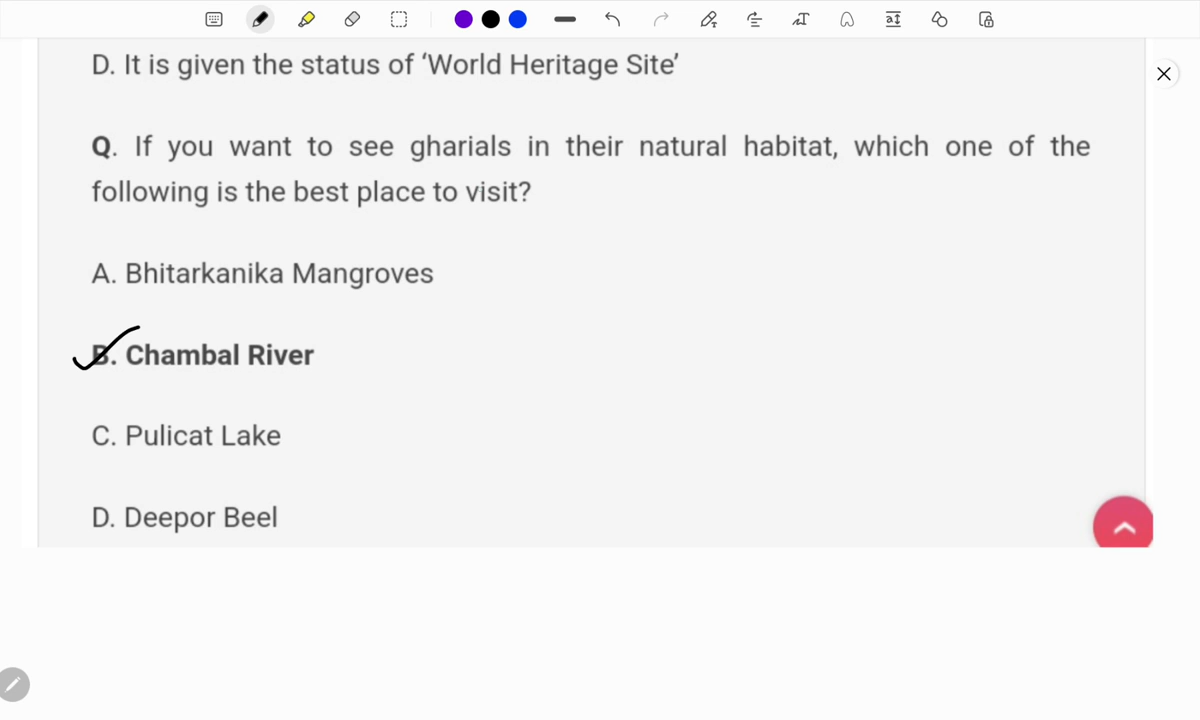 D. It is given the status of ‘World Heritage Site’
Q. If you want to see gharials in their natural habitat, which one of the
following is the best place to visit?
A. Bhitarkanika Mangroves
B. Chambal River
C. Pulicat Lake
D. Deepor Beel